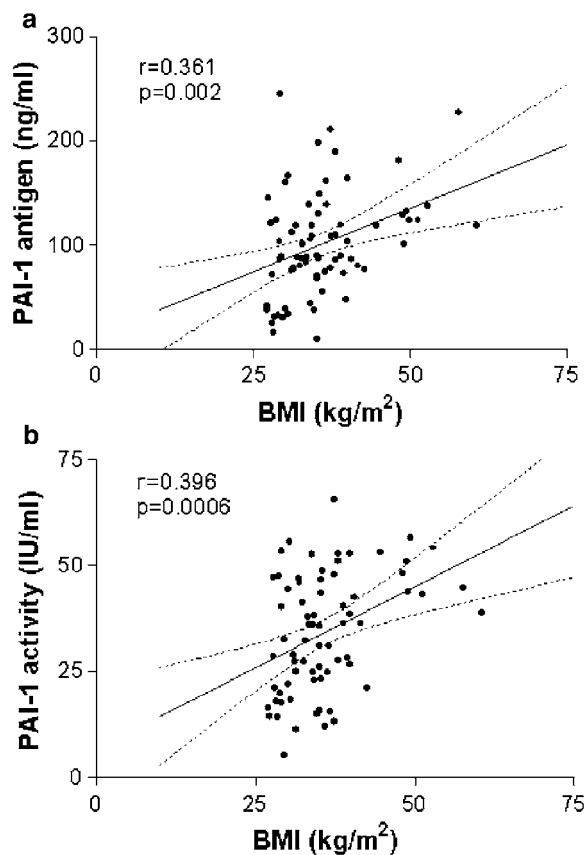 a
PAI-1 antigen (ng/ml)
300
200
100
0
r=0.361
p=0.002
0 25 50 75
BMI (kg/m²)
b
PAI-1 activity (IU/ml)
75
50
25
0
r=0.396
p=0.0006
0 25 50 75
BMI (kg/m²)